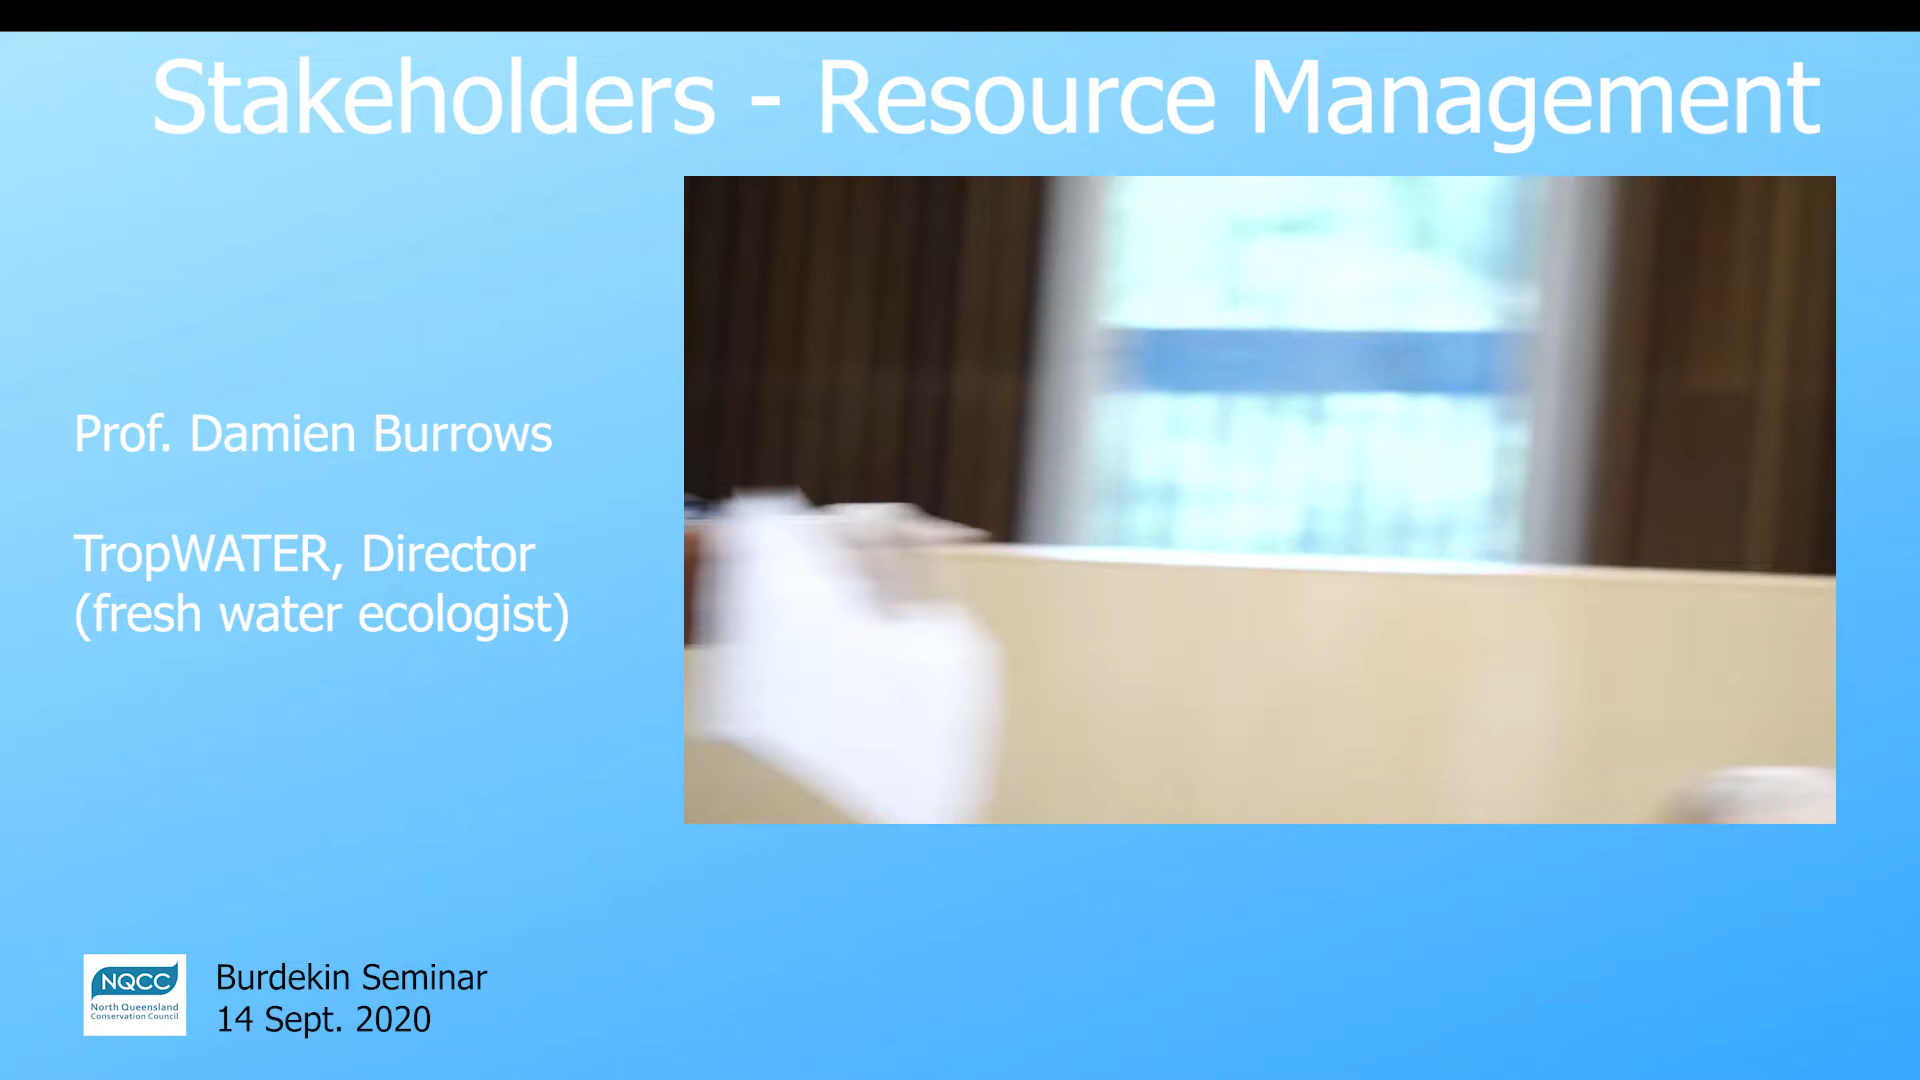 Stakeholders - Resource Management
Prof. Damien Burrows
TropWATER, Director
(fresh water ecologist)
NQCC
North Queensland
Conservation Council
Burdekin Seminar
14 Sept. 2020